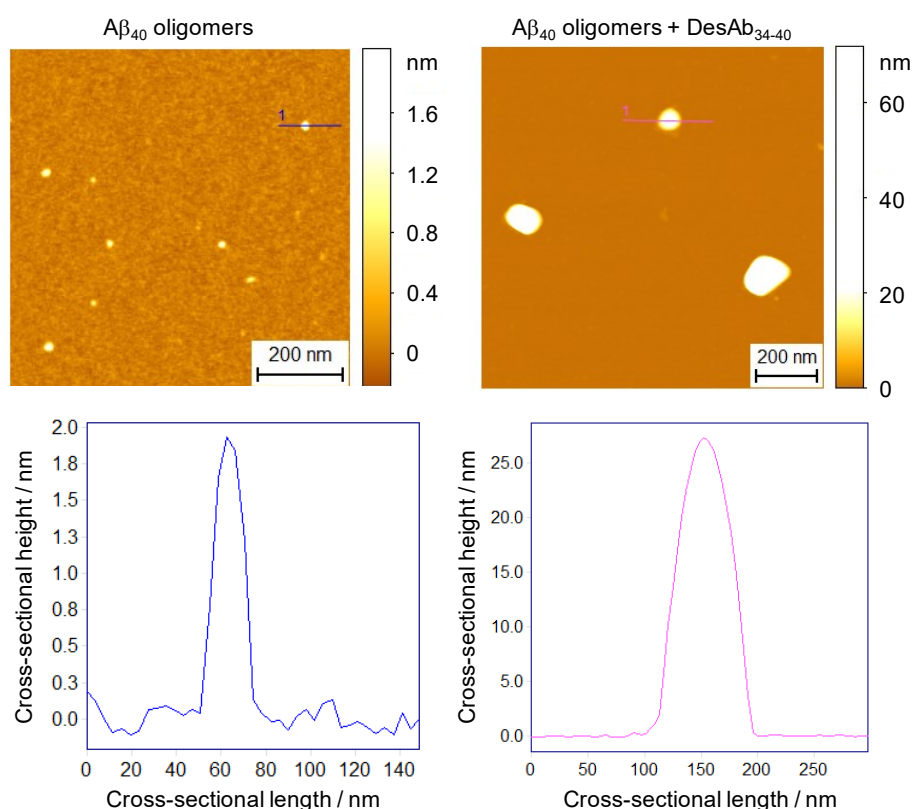 Aβ40 oligomers
Aβ40 oligomers + DesAb34-40
nm
1.6
1.2
0.8
0.4
0
1
200 nm
nm
60
40
20
0
1
200 nm
Cross-sectional height / nm
2.0
1.8
1.5
1.3
1.0
0.8
0.5
0.3
0.0
0 20 40 60 80 100 120 140
Cross-sectional length / nm
Cross-sectional height / nm
25.0
20.0
15.0
10.0
5.0
0.0
0 50 100 150 200 250
Cross-sectional length / nm